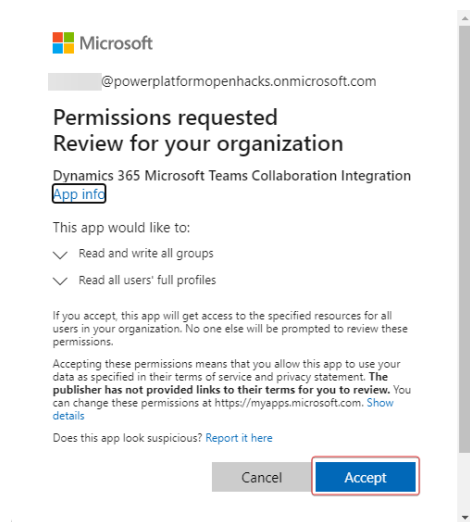 Microsoft
@powerplatformopenhacks.onmicrosoft.com
Permissions requested
Review for your organization
Dynamics 365 Microsoft Teams Collaboration Integration
App info
This app would like to:
Read and write all groups
Read all users' full profiles
If you accept, this app will get access to the specified resources for all
users in your organization. No one else will be prompted to review these
permissions.
Accepting these permissions means that you allow this app to use your
data as specified in their terms of service and privacy statement. The
publisher has not provided links to their terms for you to review. You
can change these permissions at https://myapps.microsoft.com. Show
details
Does this app look suspicious? Report it here
Cancel Accept